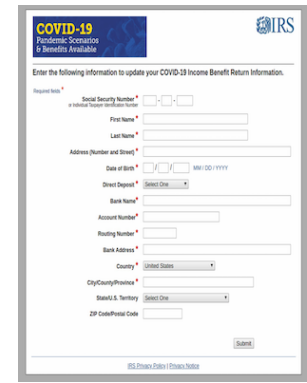 COVID-19
Pandemic Scenarios
& Benefits Available
IRS
Enter the following information to update your COVID-19 Income Benefit Return Information.
Required fields *
Social Security Number *
or Individual Taxpayer Identification Number
- -
First Name *
Last Name *
Address (Number and Street) *
Date of Birth * / / MM / DD / YYYY
Direct Deposit * Select One
Bank Name *
Account Number *
Routing Number *
Bank Address *
Country * United States
City/County/Province *
State/U.S. Territory Select One
ZIP Code/Postal Code
Submit
IRS Privacy Policy | Privacy Notice